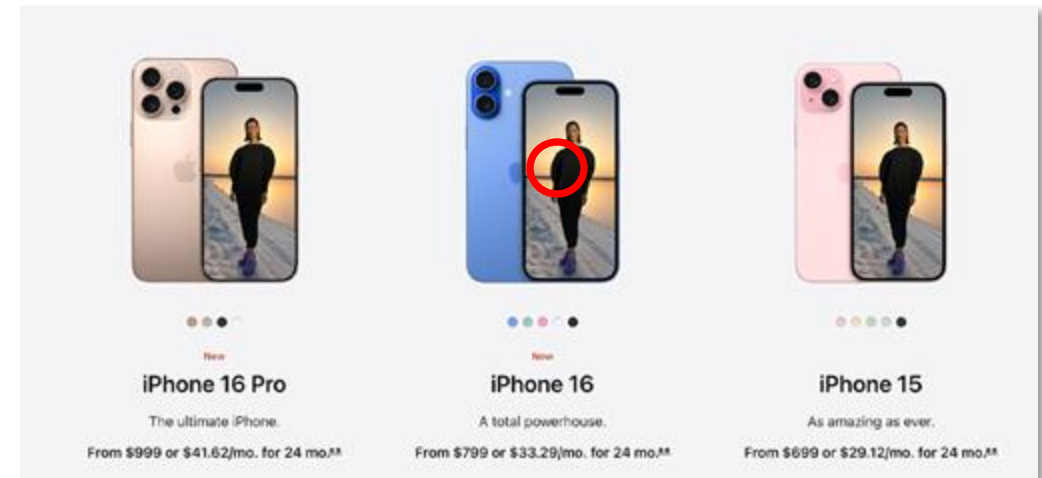 New
iPhone 16 Pro
The ultimate iPhone.
From $999 or $41.62/mo. for 24 mo.
New
iPhone 16
A total powerhouse.
From $799 or $33.29/mo. for 24 mo.
iPhone 15
As amazing as ever.
From $699 or $29.12/mo. for 24 mo.